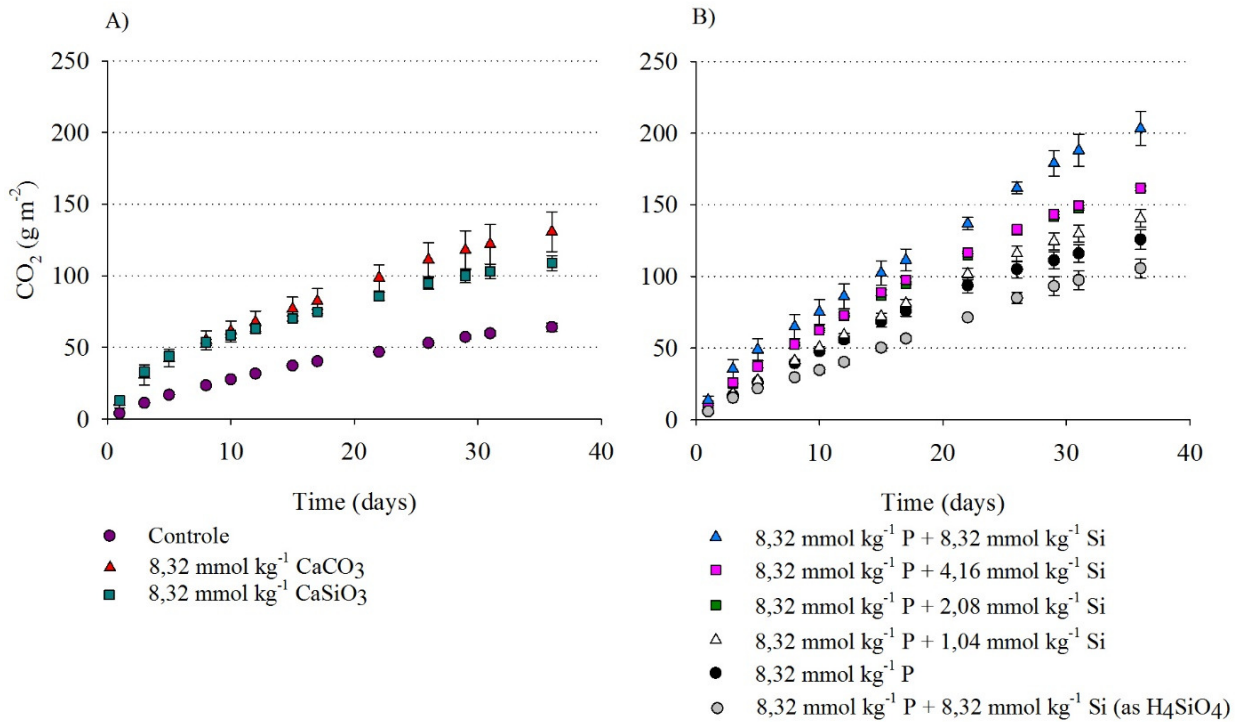 A)
250
200
150
100
50
0
CO₂ (g m⁻²)
0 10 20 30 40
Time (days)
Controle
8,32 mmol kg⁻¹ CaCO₃
8,32 mmol kg⁻¹ CaSiO₃
B)
250
200
150
100
50
0
0 10 20 30 40
Time (days)
8,32 mmol kg⁻¹ P + 8,32 mmol kg⁻¹ Si
8,32 mmol kg⁻¹ P + 4,16 mmol kg⁻¹ Si
8,32 mmol kg⁻¹ P + 2,08 mmol kg⁻¹ Si
8,32 mmol kg⁻¹ P + 1,04 mmol kg⁻¹ Si
8,32 mmol kg⁻¹ P
8,32 mmol kg⁻¹ P + 8,32 mmol kg⁻¹ Si (as H₄SiO₄)